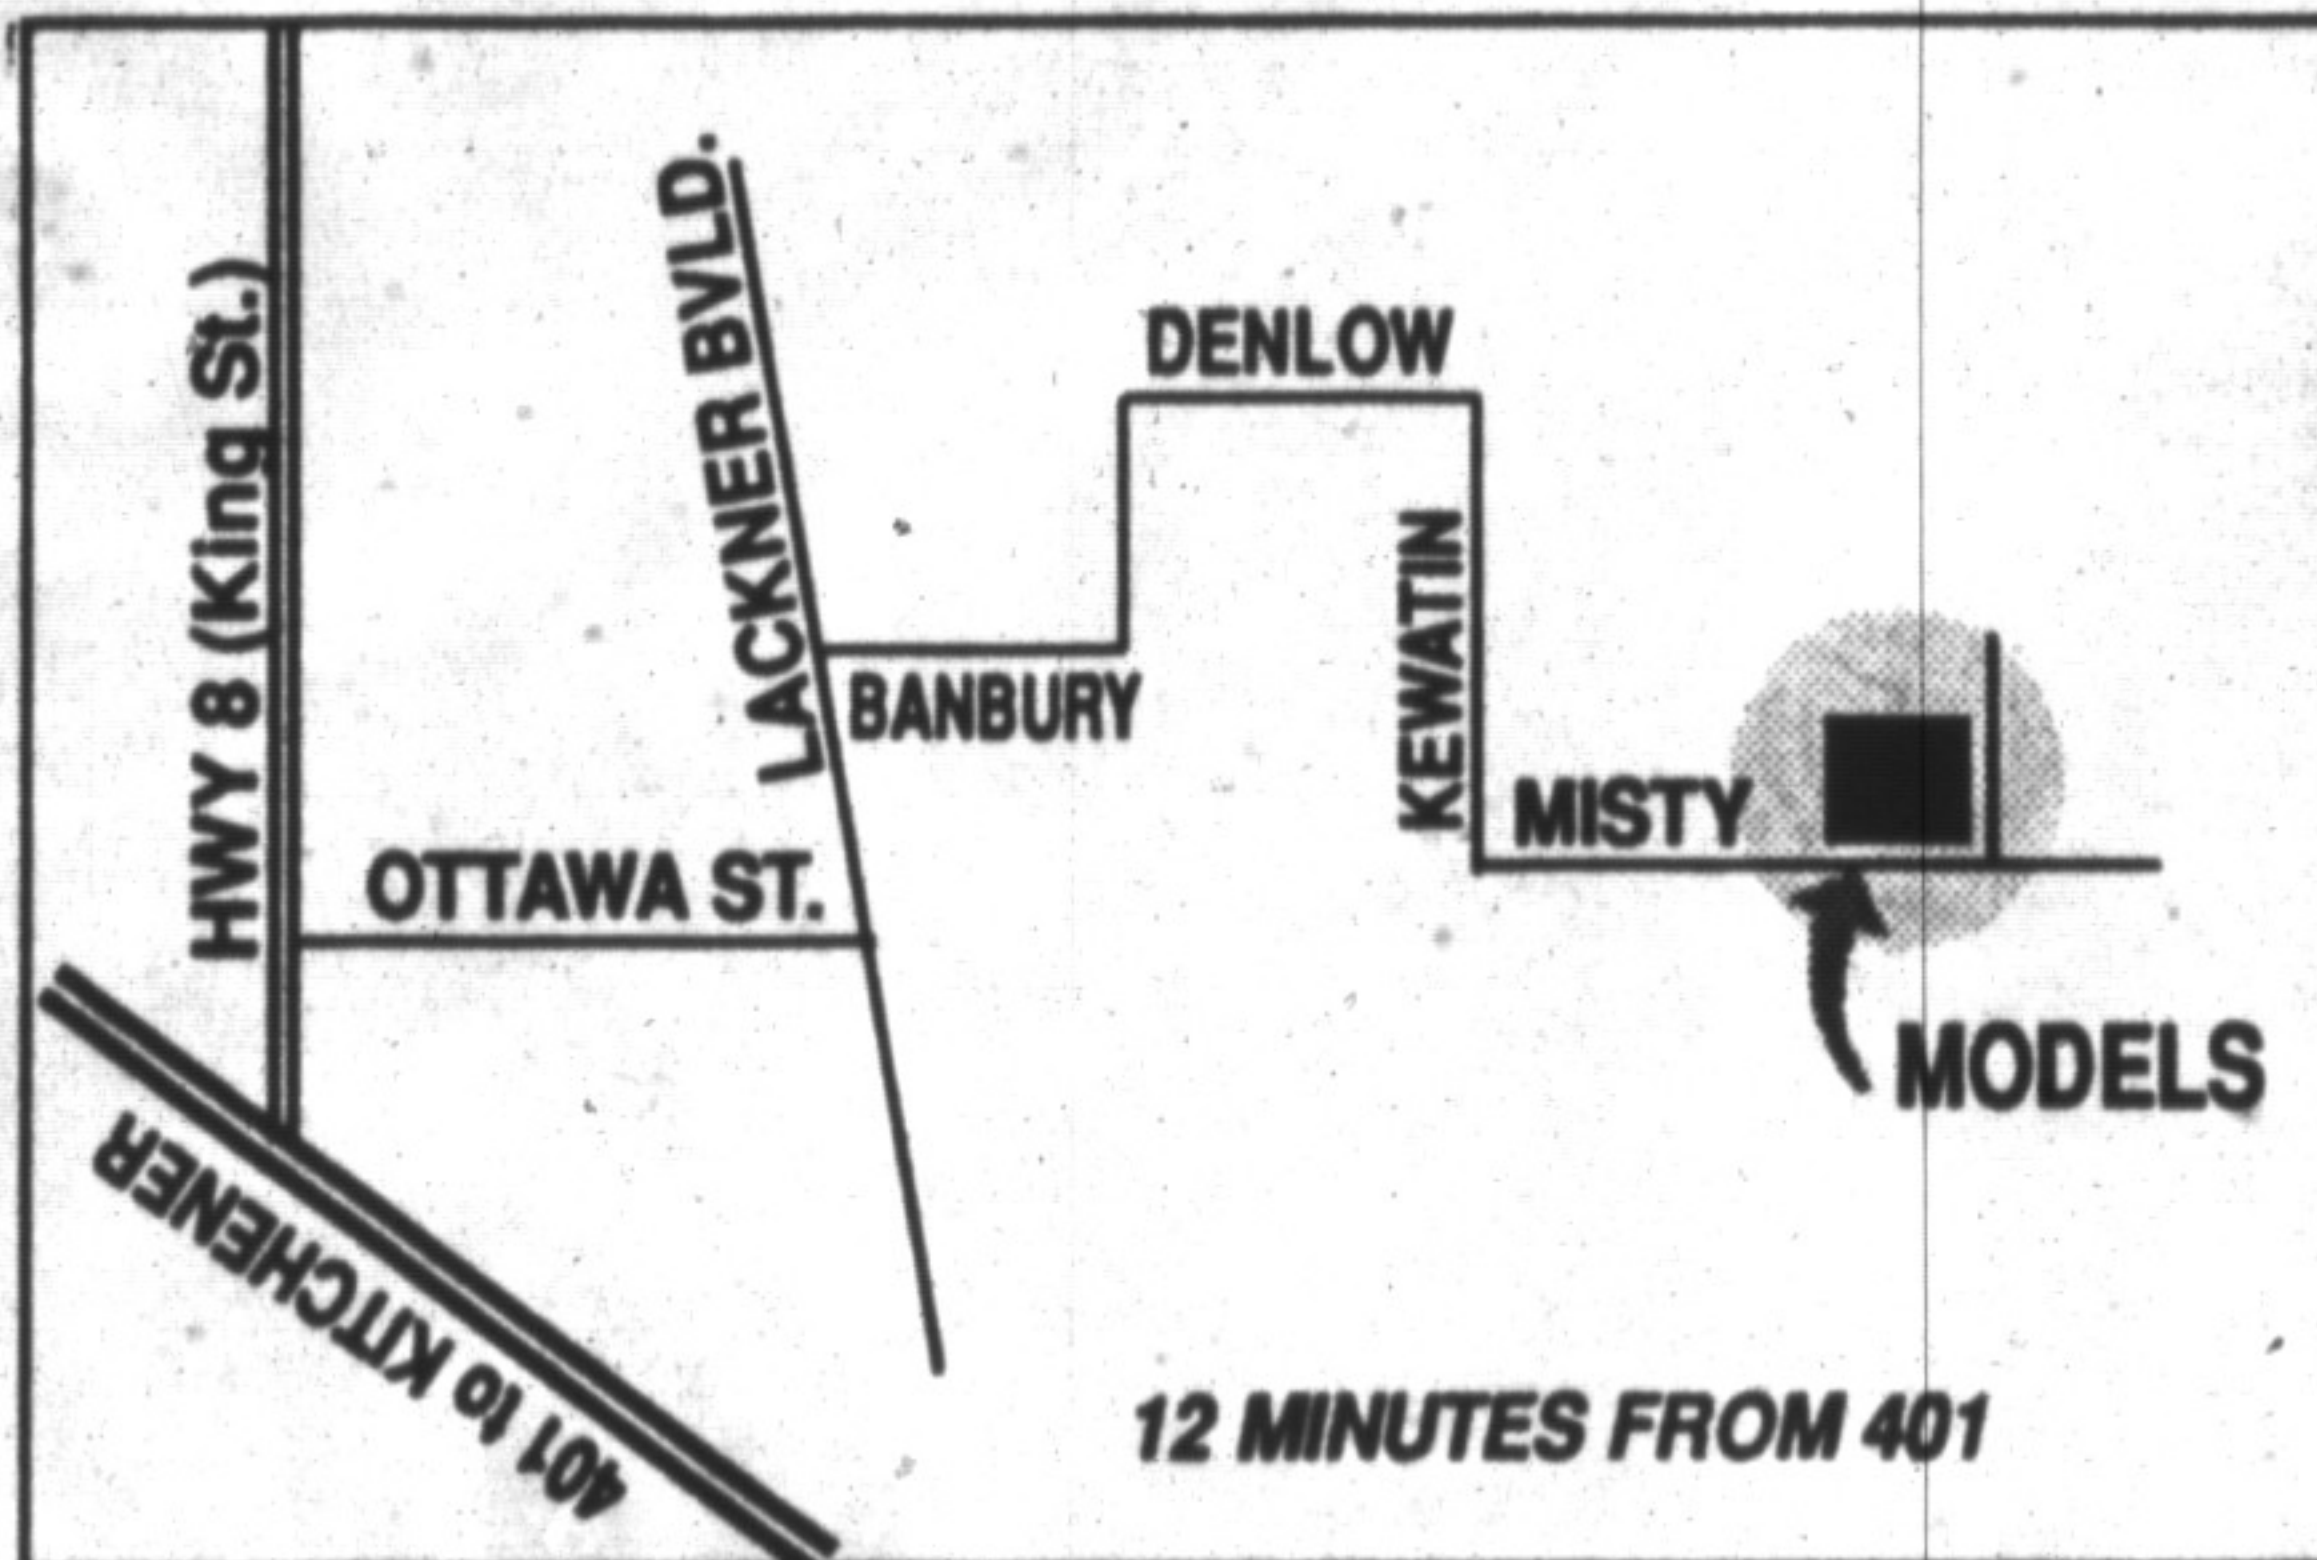 HWY 8 (King St.)
LACKNER BVLD.
DENLOW
BANBURY
KEWATIN
MISTY
OTTAWA ST.
MODELS
401 to KITCHENER
12 MINUTES FROM 401